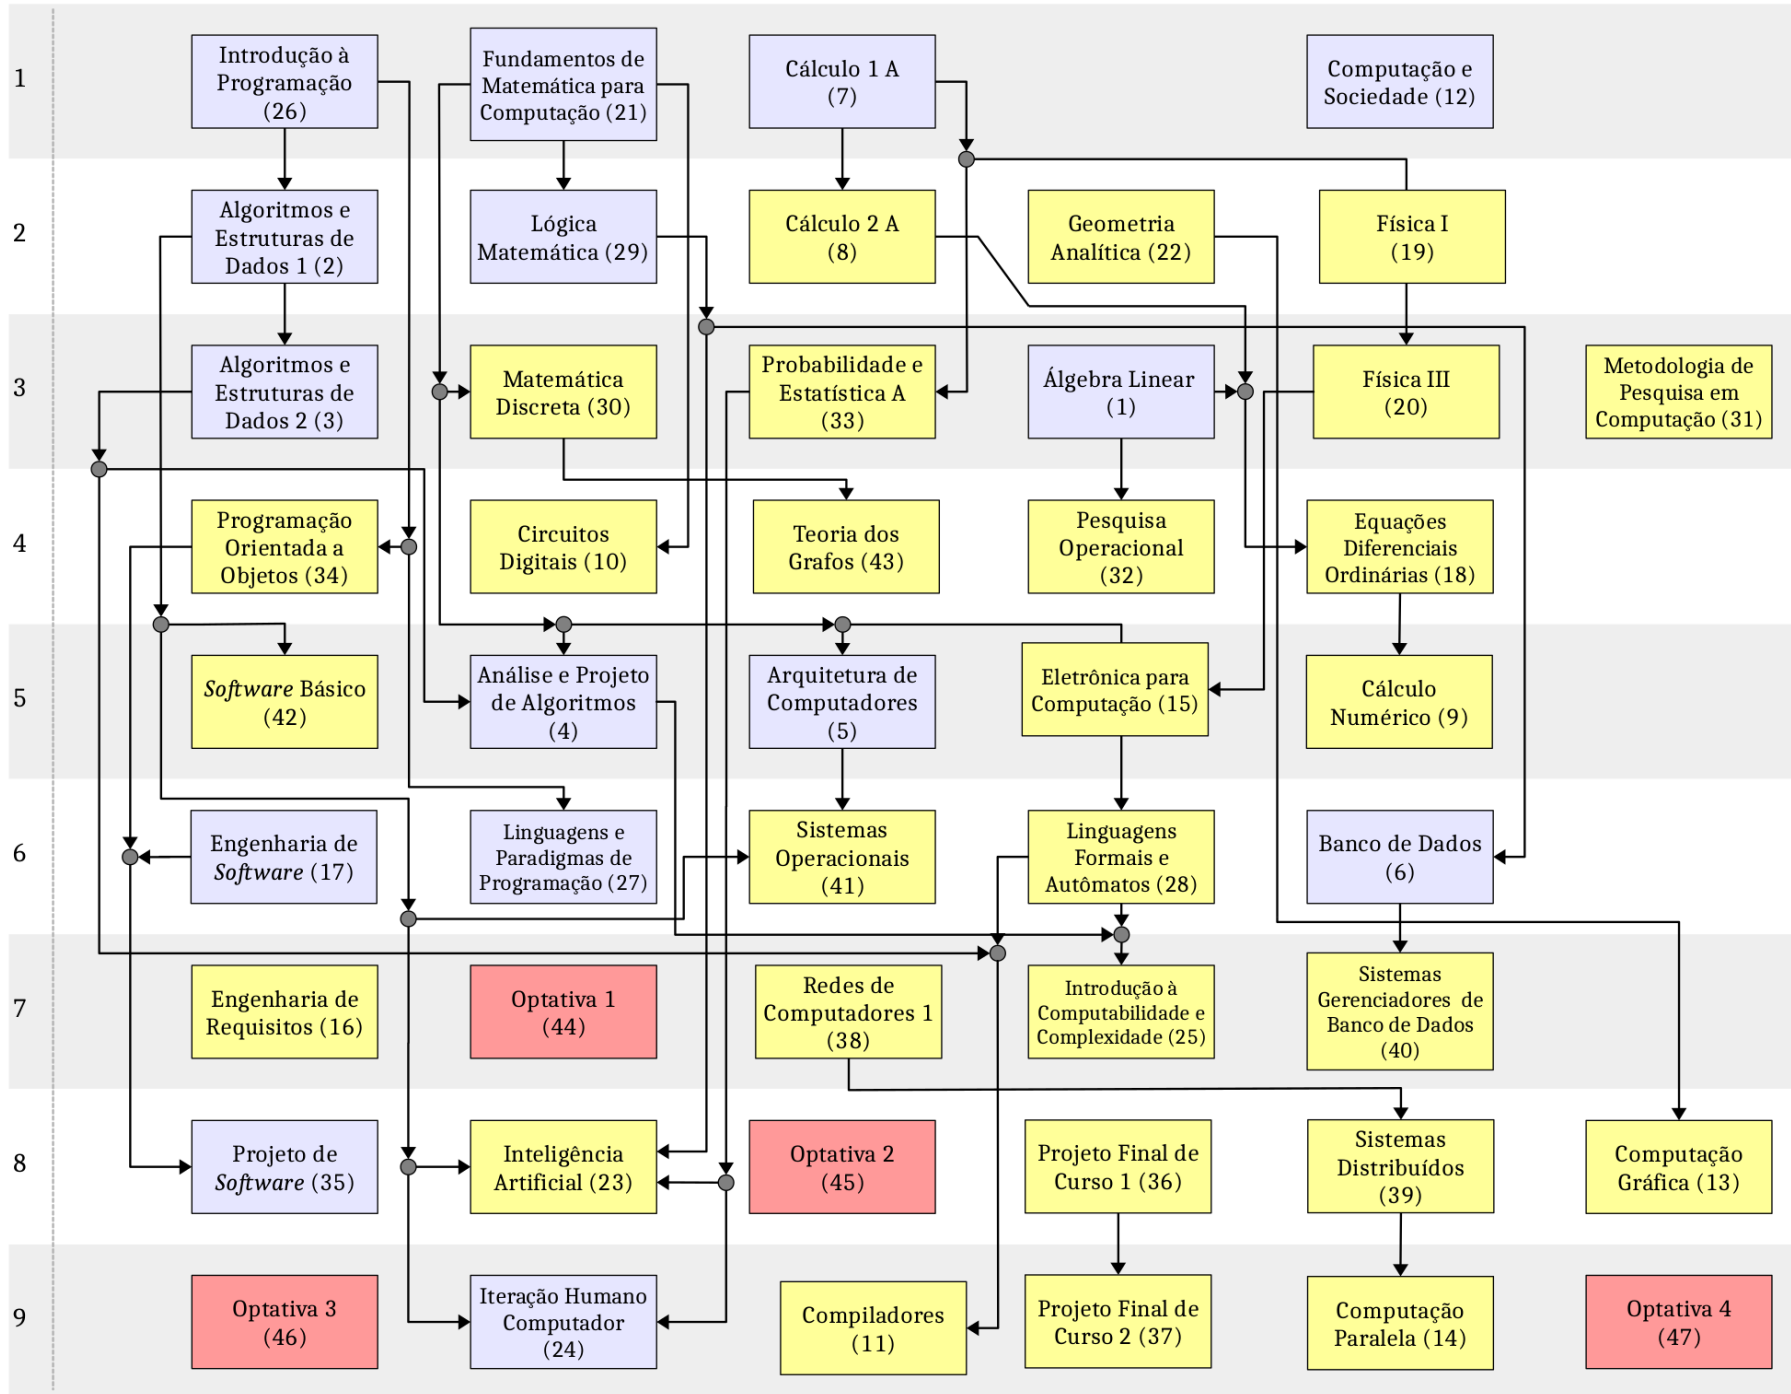 1
Introdução à
Programação
(26)
Fundamentos de
Matemática para
Computação (21)
Cálculo 1 A
(7)
Computação e
Sociedade (12)
2
Algoritmos e
Estruturas de
Dados 1 (2)
Lógica
Matemática (29)
Cálculo 2 A
(8)
Geometria
Analítica (22)
Física I
(19)
3
Algoritmos e
Estruturas de
Dados 2 (3)
Matemática
Discreta (30)
Probabilidade e
Estatística A
(33)
Álgebra Linear
(1)
Física III
(20)
Metodologia de
Pesquisa em
Computação (31)
4
Programação
Orientada a
Objetos (34)
Circuitos
Digitais (10)
Teoria dos
Grafos (43)
Pesquisa
Operacional
(32)
Equações
Diferenciais
Ordinárias (18)
5
Software Básico
(42)
Análise e Projeto
de Algoritmos
(4)
Arquitetura de
Computadores
(5)
Eletrônica para
Computação (15)
Cálculo
Numérico (9)
6
Engenharia de
Software (17)
Linguagens e
Paradigmas de
Programação (27)
Sistemas
Operacionais
(41)
Linguagens
Formais e
Autômatos (28)
Banco de Dados
(6)
7
Engenharia de
Requisitos (16)
Optativa 1
(44)
Redes de
Computadores 1
(38)
Introdução à
Computabilidade e
Complexidade (25)
Sistemas
Gerenciadores de
Banco de Dados
(40)
8
Projeto de
Software (35)
Inteligência
Artificial (23)
Optativa 2
(45)
Projeto Final de
Curso 1 (36)
Sistemas
Distribuídos
(39)
Computação
Gráfica (13)
9
Optativa 3
(46)
Iteração Humano
Computador
(24)
Compiladores
(11)
Projeto Final de
Curso 2 (37)
Computação
Paralela (14)
Optativa 4
(47)